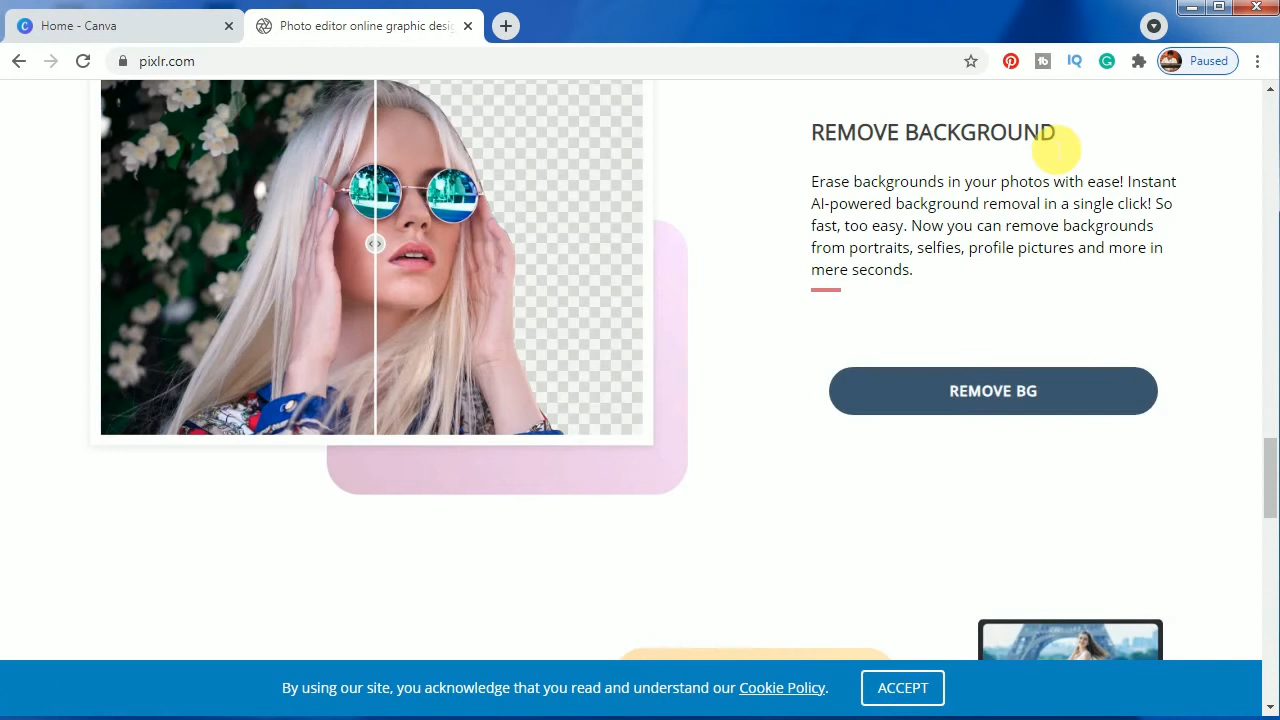 Home - Canva
Photo editor online graphic desi
pixlr.com
Paused
REMOVE BACKGROUND
Erase backgrounds in your photos with ease! Instant
AI-powered background removal in a single click! So
fast, too easy. Now you can remove backgrounds
from portraits, selfies, profile pictures and more in
mere seconds.
REMOVE BG
By using our site, you acknowledge that you read and understand our Cookie Policy.
ACCEPT